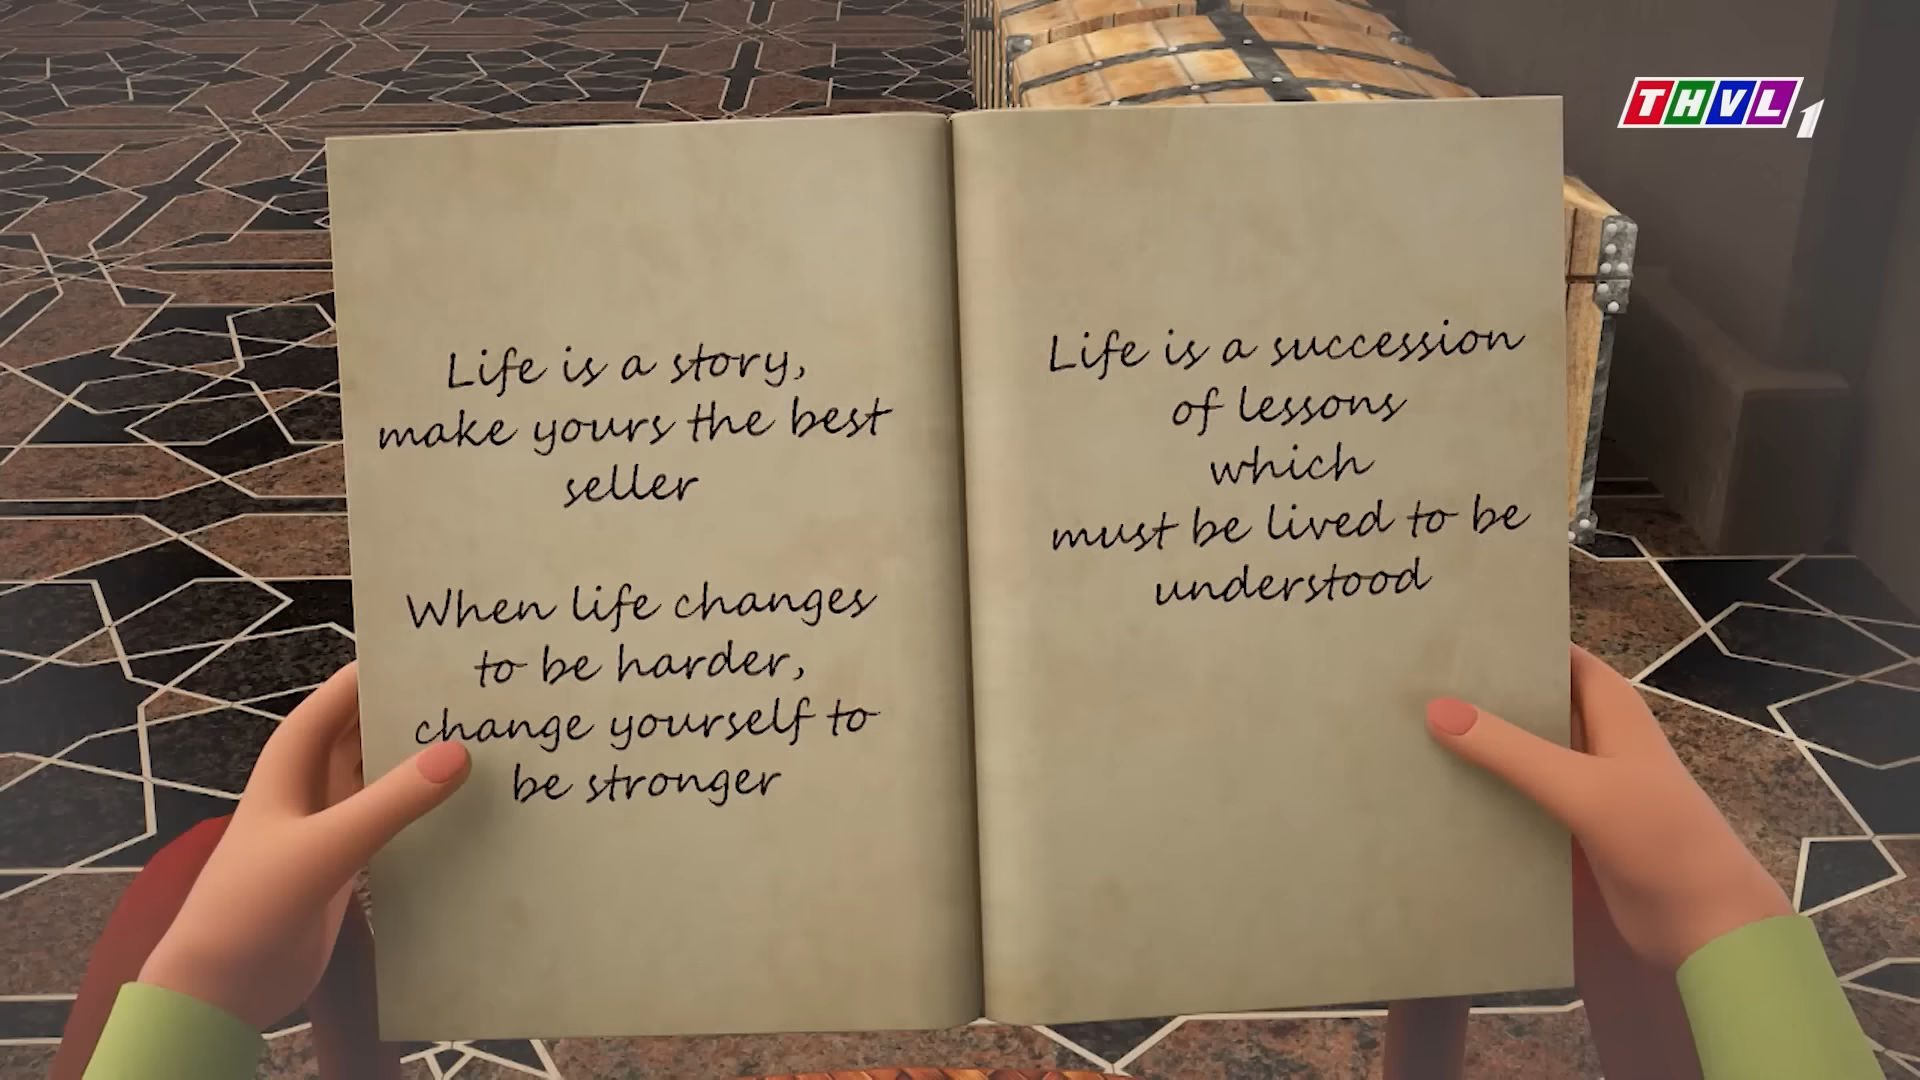 THVL1
Life is a story,
make yours the best
seller
When life changes
to be harder,
change yourself to
be stronger
Life is a succession
of lessons
which
must be lived to be
understood